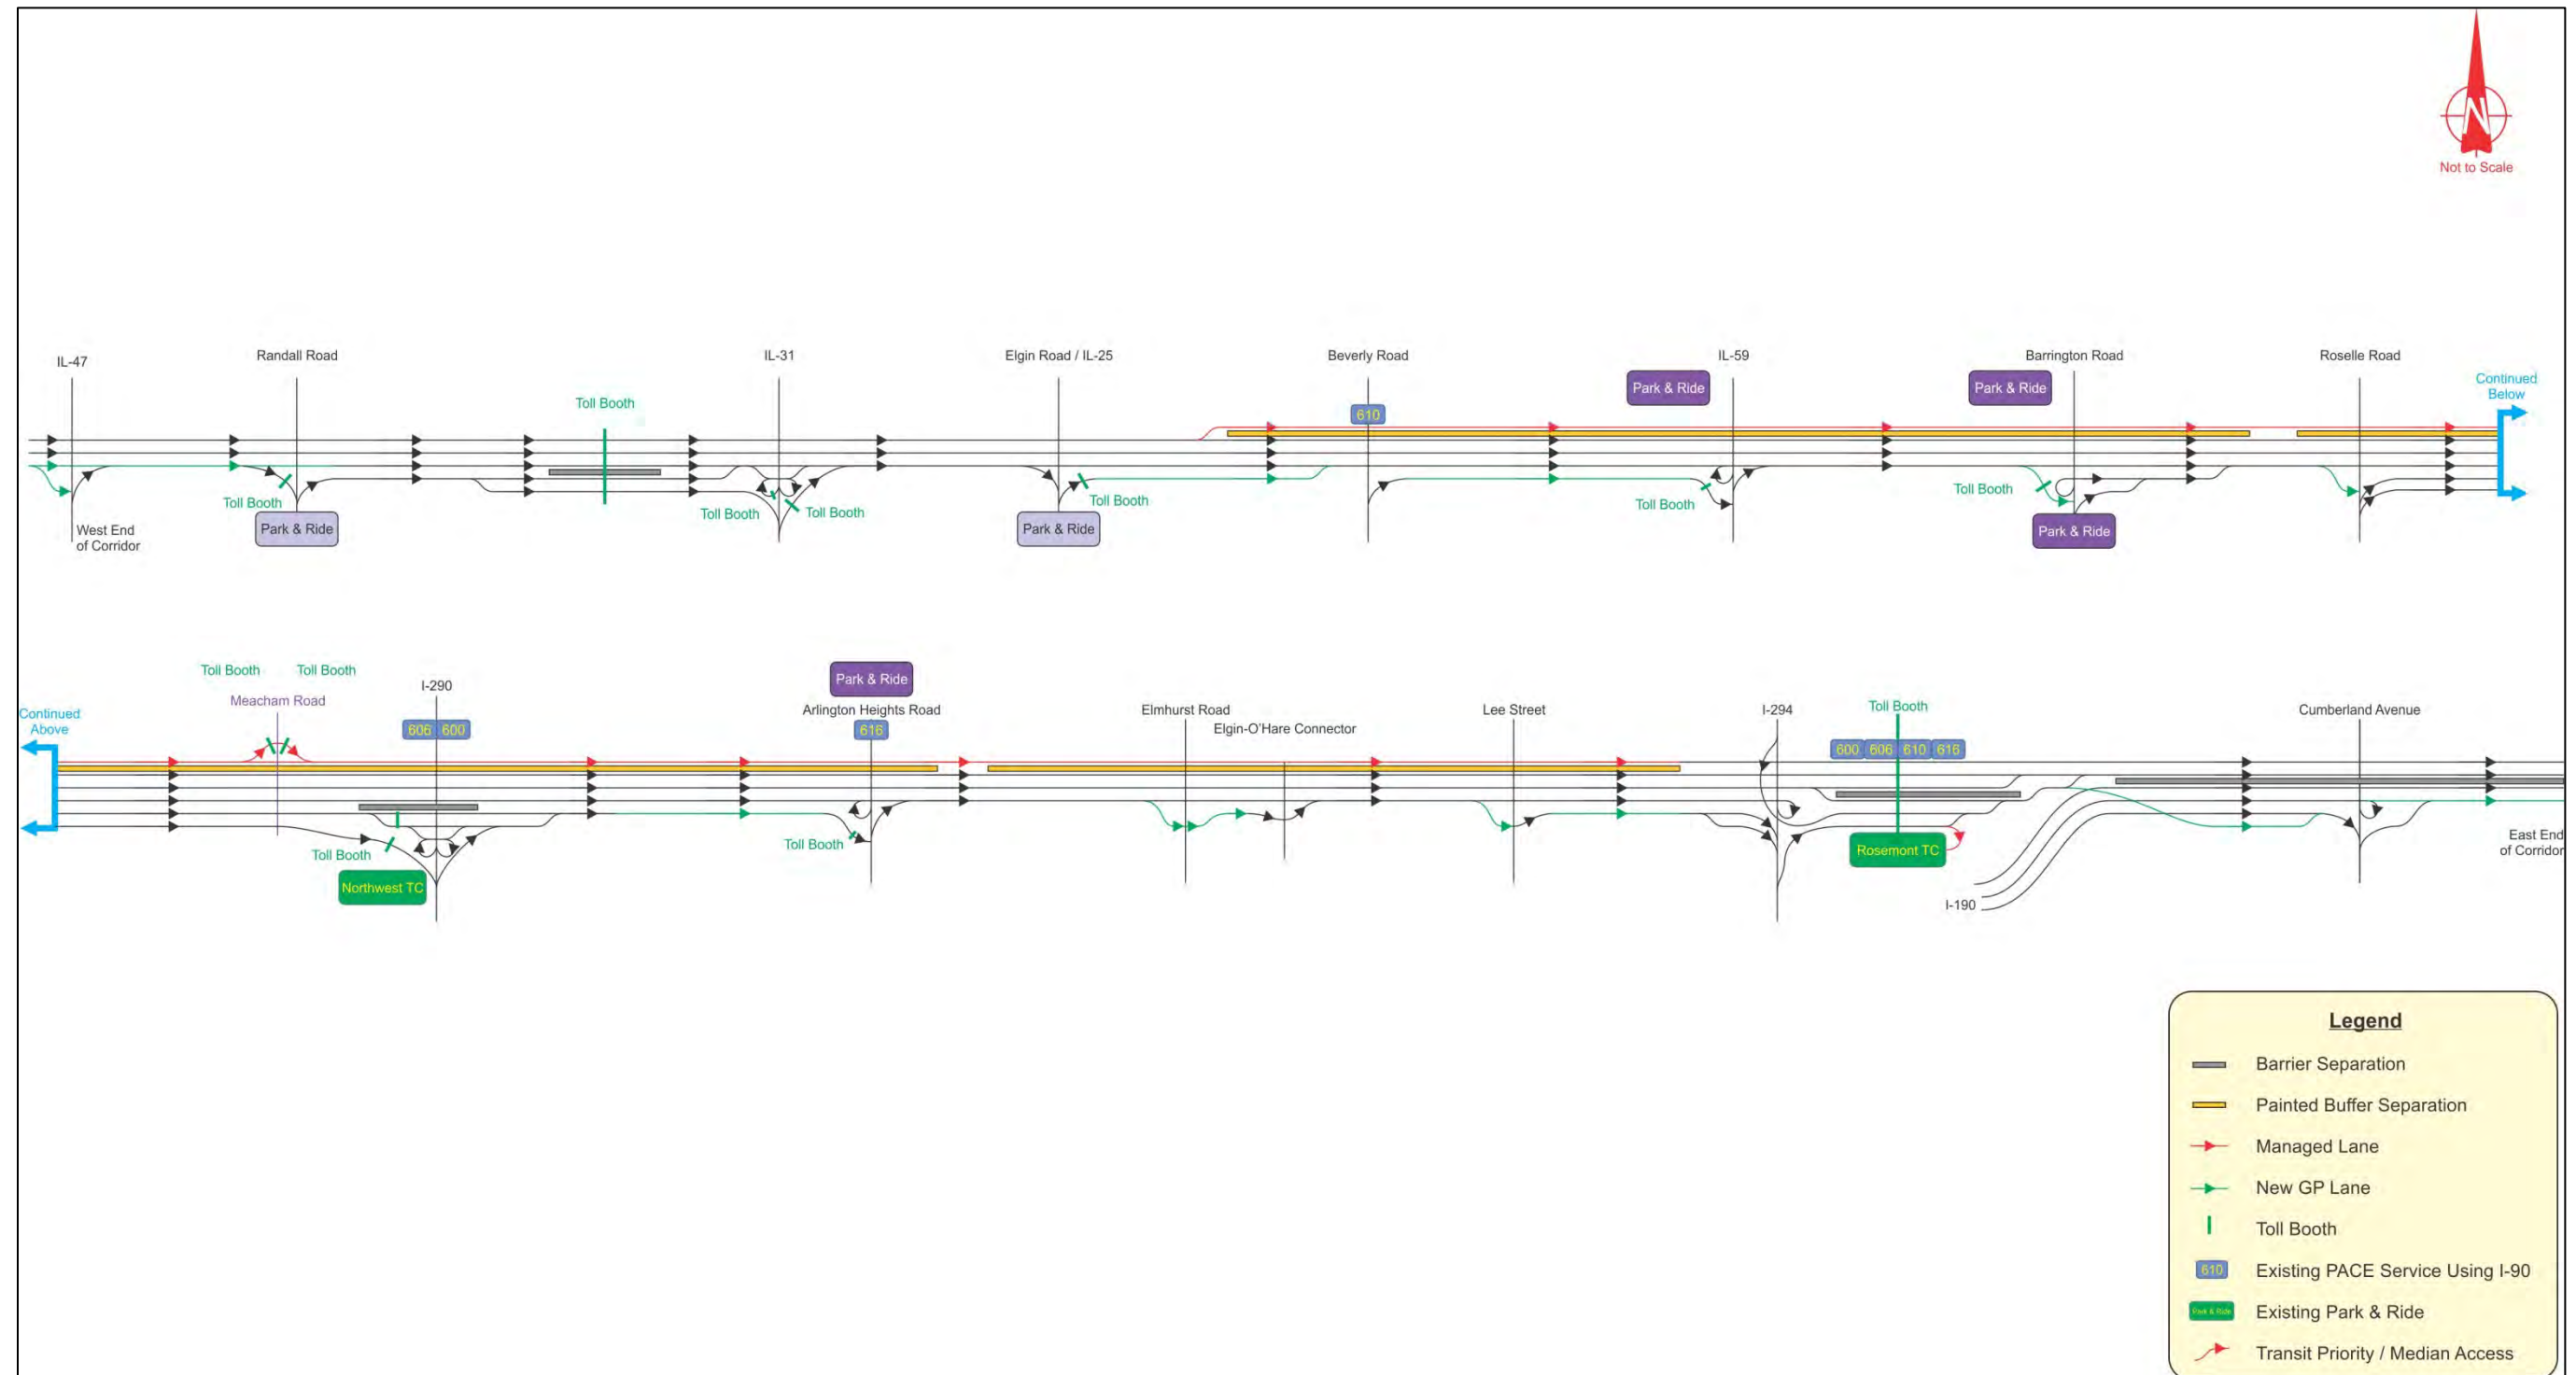 N
Not to Scale
IL-47
Randall Road
IL-31
Elgin Road / IL-25
Beverly Road
IL-59
Barrington Road
Roselle Road
Continued
Below
Toll Booth
610
Park & Ride
Park & Ride
Toll Booth
Toll Booth
Toll Booth
Toll Booth
Toll Booth
Toll Booth
West End
of Corridor
Park & Ride
Park & Ride
Park & Ride
Continued
Above
Toll Booth
Toll Booth
Meacham Road
I-290
606 600
Park & Ride
Arlington Heights Road
616
Elmhurst Road
Elgin-O'Hare Connector
Lee Street
I-294
Toll Booth
600 606 610 616
Cumberland Avenue
Toll Booth
Northwest TC
Toll Booth
Rosemont TC
I-190
East End
of Corridor
Legend
Barrier Separation
Painted Buffer Separation
Managed Lane
New GP Lane
Toll Booth
610
Existing PACE Service Using I-90
Park & Ride
Existing Park & Ride
Transit Priority / Median Access